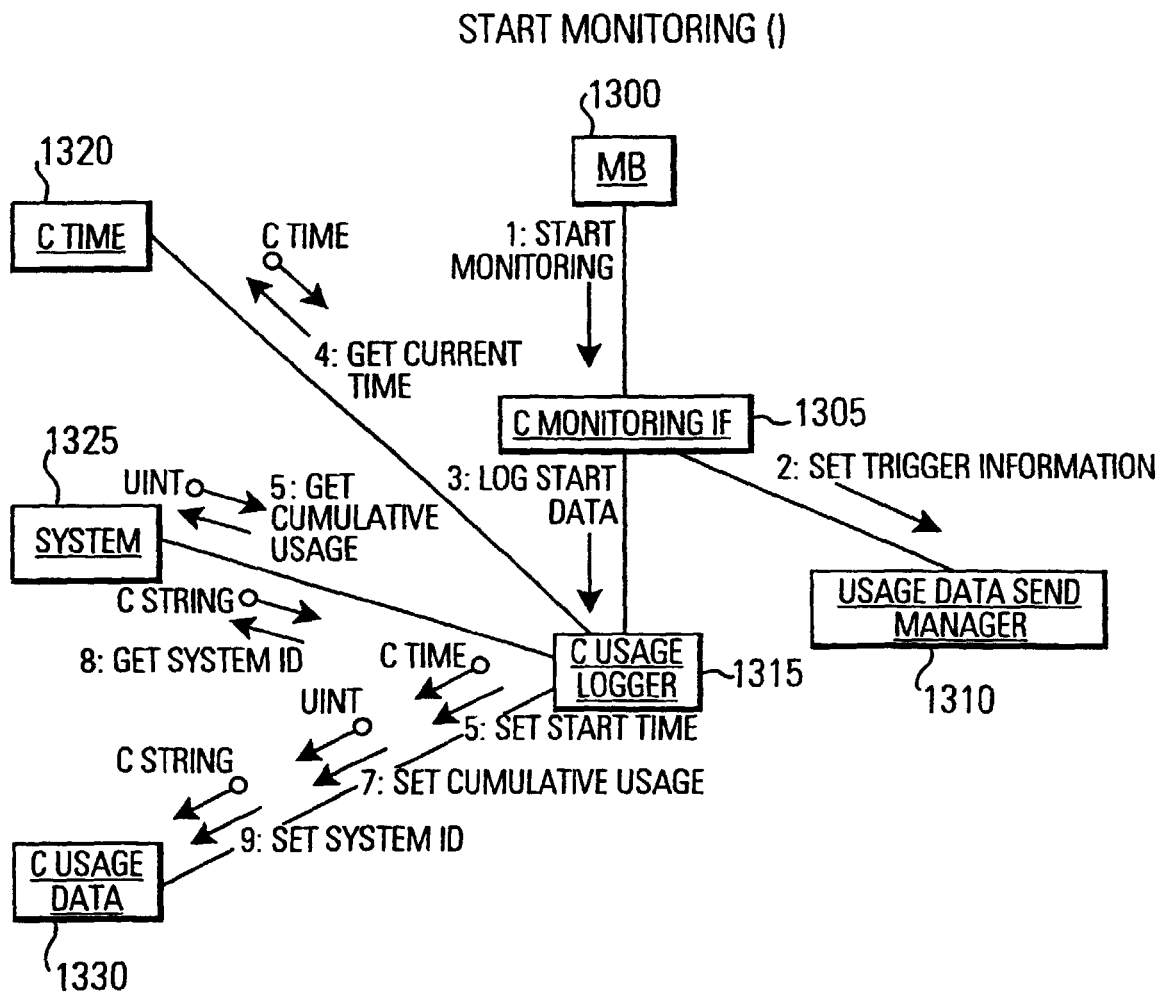 START MONITORING ()
1300
MB
1320
C TIME
C TIME
1: START
MONITORING
4: GET CURRENT
TIME
C MONITORING IF
1305
1325
UINT
5: GET
CUMULATIVE
USAGE
3: LOG START
DATA
2: SET TRIGGER INFORMATION
SYSTEM
C STRING
8: GET SYSTEM ID
USAGE DATA SEND
MANAGER
1310
C USAGE
LOGGER
1315
C TIME
5: SET START TIME
UINT
7: SET CUMULATIVE USAGE
C STRING
9: SET SYSTEM ID
C USAGE
DATA
1330